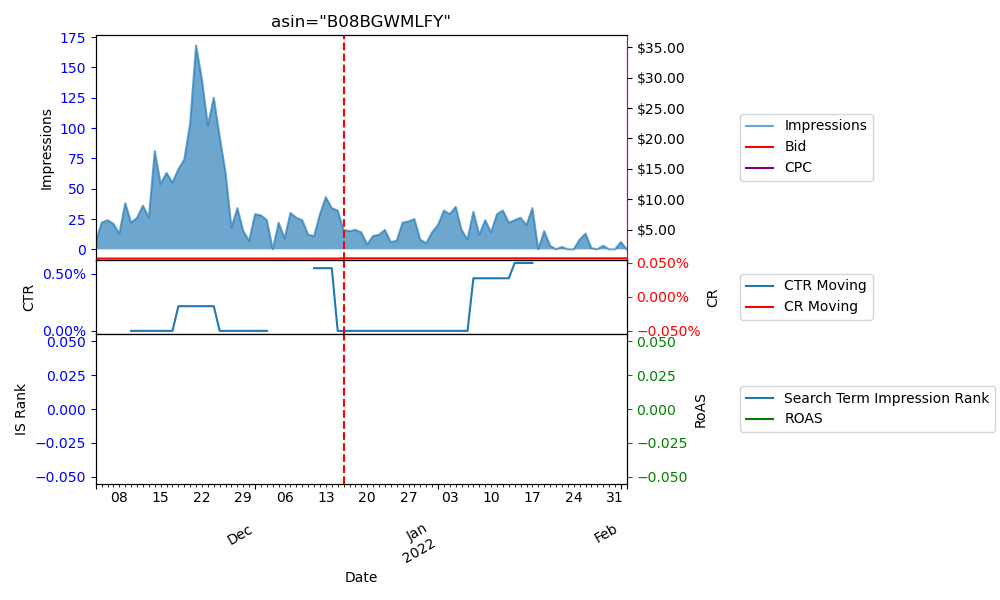 asin="B08BGWMLFY"
175
150
125
100
75
50
25
0
Impressions
$35.00
$30.00
$25.00
$20.00
$15.00
$10.00
$5.00
Impressions
Bid
CPC
0.50%
0.00%
CTR
0.050%
0.000%
−0.050%
CR
CTR Moving
CR Moving
0.050
0.025
0.000
−0.025
−0.050
IS Rank
0.050
0.025
0.000
−0.025
−0.050
RoAS
Search Term Impression Rank
ROAS
08 15 22 29 06 13 20 27 03 10 17 24 31
Dec Jan Feb
2022
Date